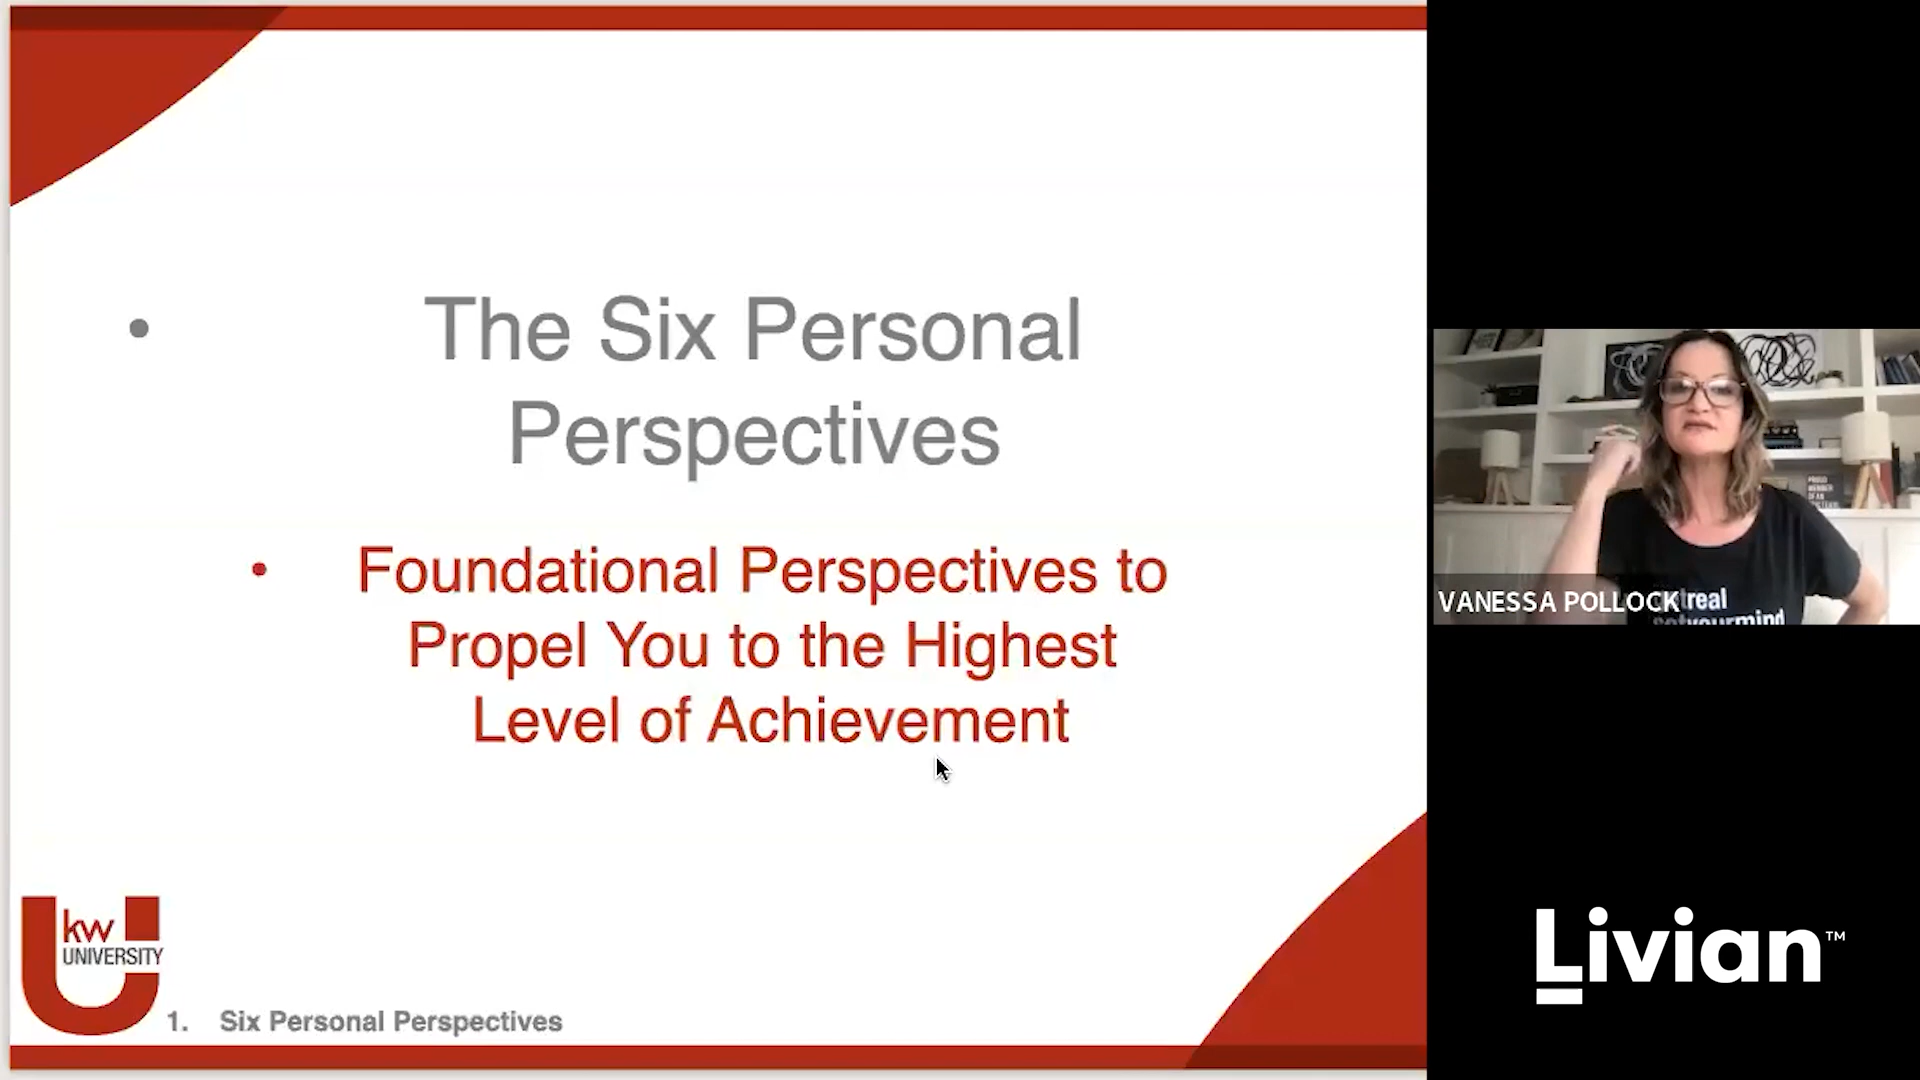 The Six Personal
Perspectives
Foundational Perspectives to
Propel You to the Highest
Level of Achievement
kw
UNIVERSITY
1. Six Personal Perspectives
VANESSA POLLOCK
Livian™